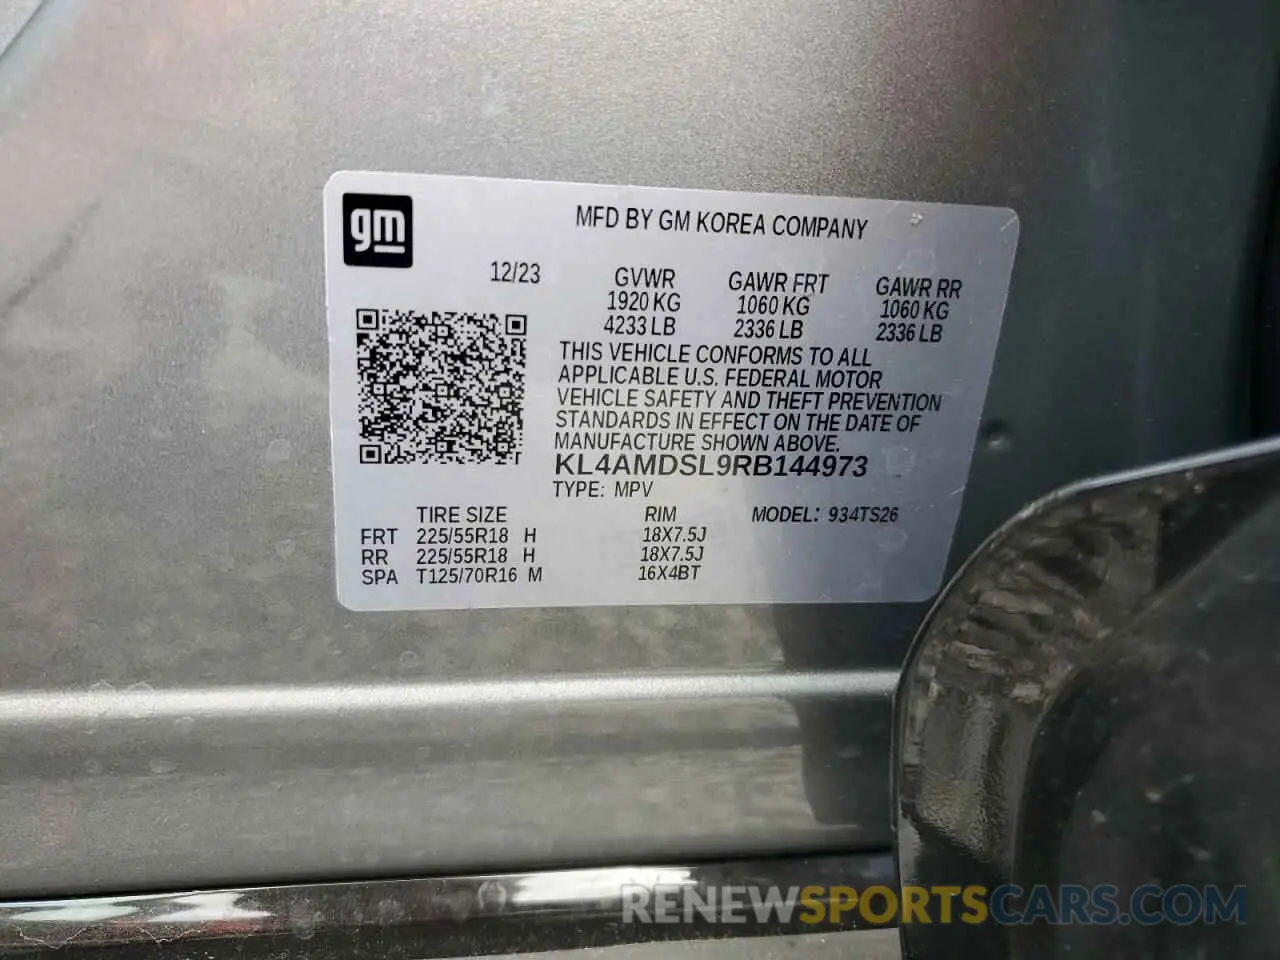 gm
MFD BY GM KOREA COMPANY
12/23 GVWR GAWR FRT GAWR RR
1920 KG 1060 KG 1060 KG
4233 LB 2336 LB 2336 LB
THIS VEHICLE CONFORMS TO ALL
APPLICABLE U.S. FEDERAL MOTOR
VEHICLE SAFETY AND THEFT PREVENTION
STANDARDS IN EFFECT ON THE DATE OF
MANUFACTURE SHOWN ABOVE.
KL4AMDSL9RB144973
TYPE: MPV
TIRE SIZE RIM MODEL: 934TS26
FRT 225/55R18 H 18X7.5J
RR 225/55R18 H 18X7.5J
SPA T125/70R16 M 16X4BT
RENEWSPORTSCARS.COM